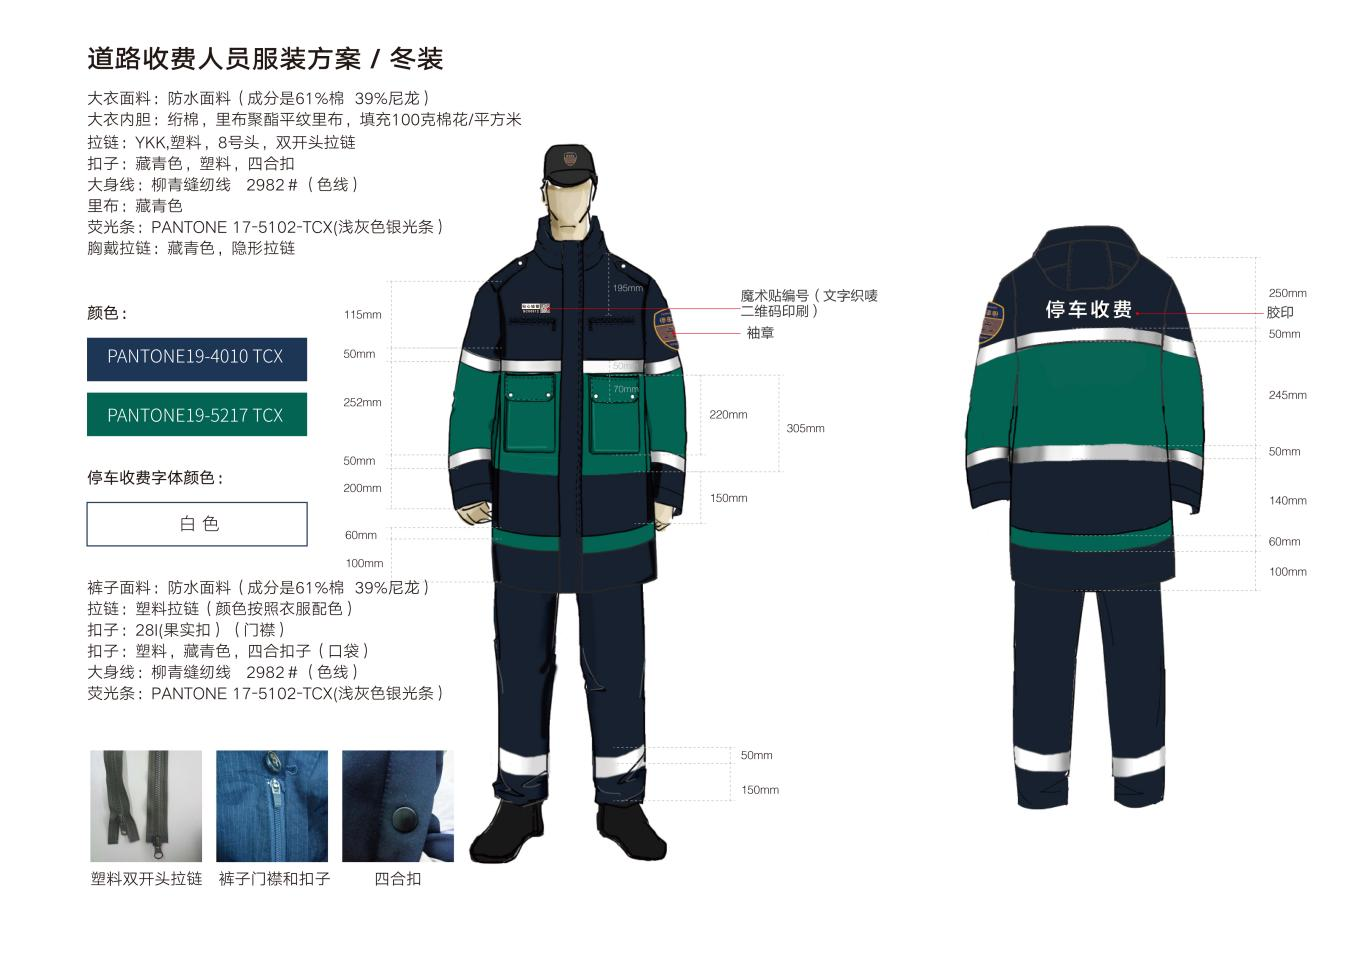 道路收费人员服装方案 / 冬装
大衣面料：防水面料（成分是61%棉 39%尼龙）
大衣内胆：绗棉，里布聚酯平纹里布，填充100克棉花/平方米
拉链：YKK,塑料，8号头，双开头拉链
扣子：藏青色，塑料，四合扣
大身线：柳青缝纫线 2982#（色线）
里布：藏青色
荧光条：PANTONE 17-5102-TCX(浅灰色银光条）
胸戴拉链：藏青色，隐形拉链
颜色：
PANTONE19-4010 TCX
PANTONE19-5217 TCX
停车收费字体颜色：
白 色
裤子面料：防水面料（成分是61%棉 39%尼龙）
拉链：塑料拉链（颜色按照衣服配色）
扣子：28I(果实扣）（门襟）
扣子：塑料，藏青色，四合扣子（口袋）
大身线：柳青缝纫线 2982#（色线）
荧光条：PANTONE 17-5102-TCX(浅灰色银光条）
塑料双开头拉链
裤子门襟和扣子
四合扣
115mm
50mm
252mm
50mm
200mm
60mm
100mm
195mm
50mm
70mm
魔术贴编号（文字织唛
二维码印刷）
袖章
220mm
305mm
150mm
50mm
150mm
停车收费
250mm
胶印
50mm
245mm
50mm
140mm
60mm
100mm